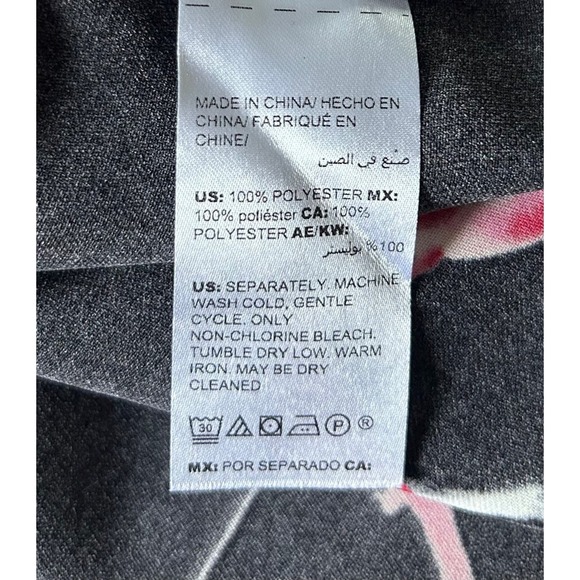 MADE IN CHINA/ HECHO EN
CHINA/ FABRIQUÉ EN
CHINE/
صنع في الصين
US: 100% POLYESTER MX:
100% poliéster CA: 100%
POLYESTER AE/KW:
100% بوليستر
US: SEPARATELY. MACHINE
WASH COLD, GENTLE
CYCLE. ONLY
NON-CHLORINE BLEACH.
TUMBLE DRY LOW. WARM
IRON. MAY BE DRY
CLEANED
30 P ®
MX: POR SEPARADO CA: